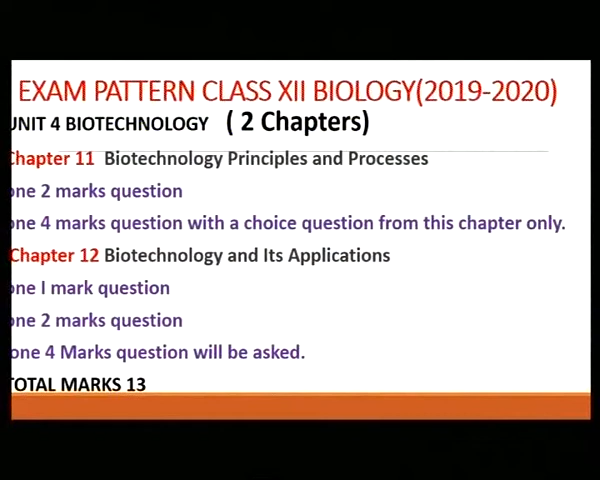 EXAM PATTERN CLASS XII BIOLOGY(2019-2020)
UNIT 4 BIOTECHNOLOGY ( 2 Chapters)
Chapter 11 Biotechnology Principles and Processes
one 2 marks question
one 4 marks question with a choice question from this chapter only.
Chapter 12 Biotechnology and Its Applications
one I mark question
one 2 marks question
one 4 Marks question will be asked.
TOTAL MARKS 13